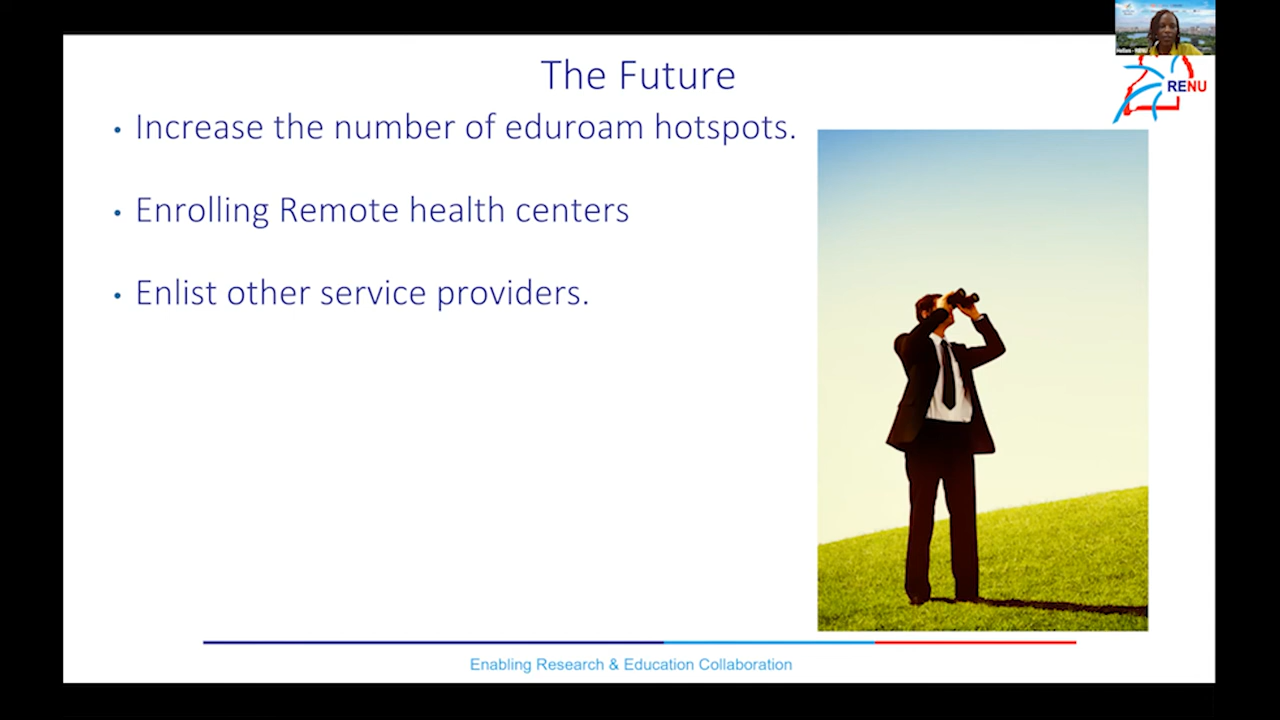 The Future
• Increase the number of eduroam hotspots.
• Enrolling Remote health centers
• Enlist other service providers.
RENU
Enabling Research & Education Collaboration